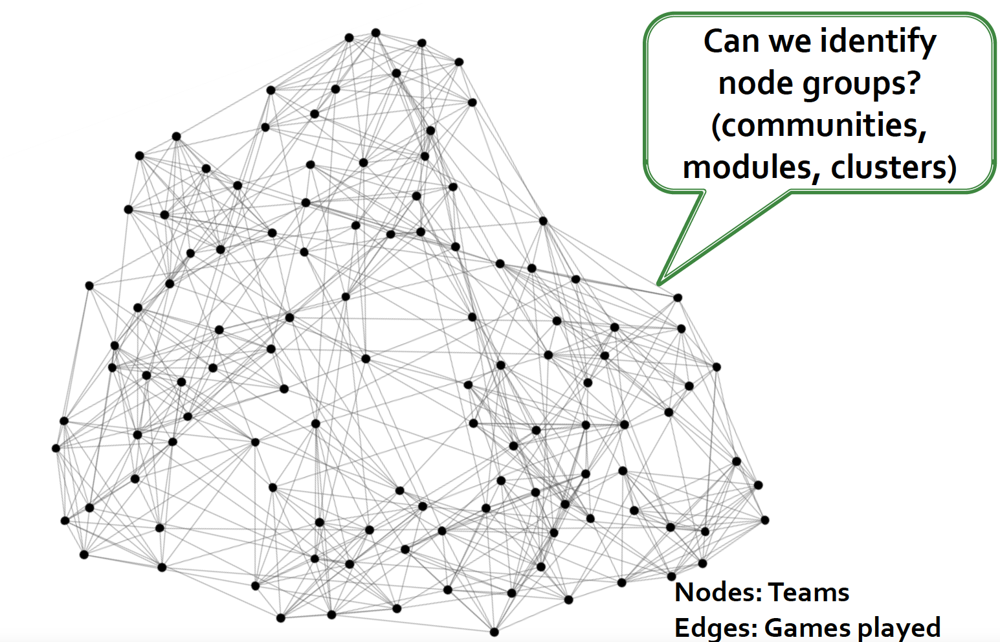 Can we identify
node groups?
(communities,
modules, clusters)
Nodes: Teams
Edges: Games played